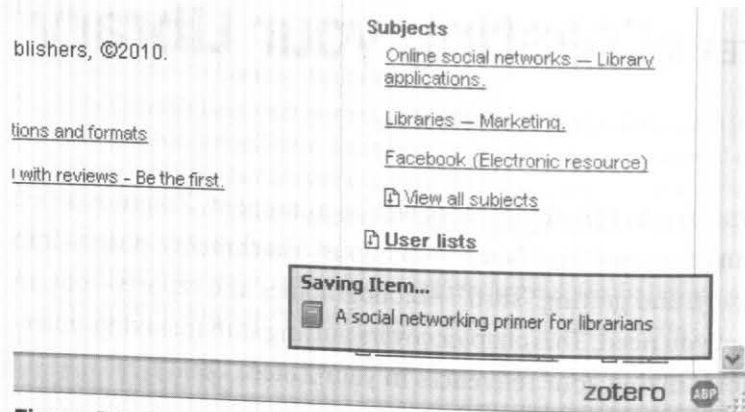 Subjects
blishers, ©2010.
Online social networks — Library
applications.
tions and formats
Libraries — Marketing.
Facebook (Electronic resource)
with reviews - Be the first.
View all subjects
User lists
Saving Item...
A social networking primer for librarians
zotero
ABP